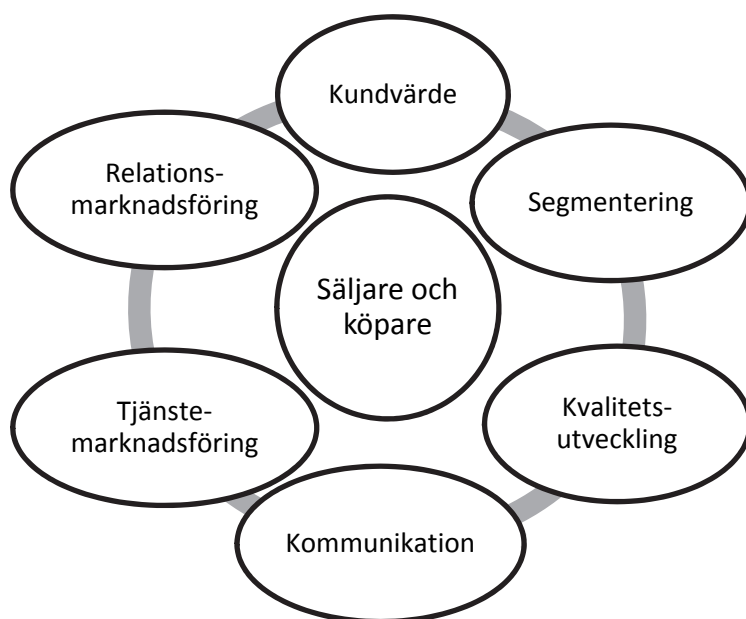 Kundvärde
Relations-
marknadsföring
Segmentering
Säljare och
köpare
Tjänste-
marknadsföring
Kvalitets-
utveckling
Kommunikation